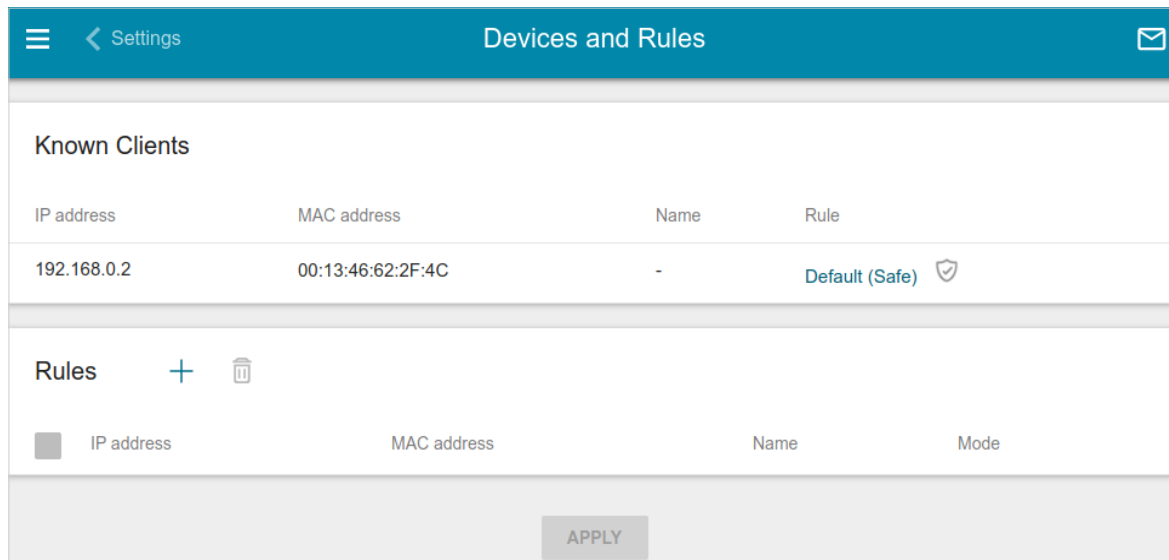 Settings Devices and Rules
Known Clients
IP address MAC address Name Rule
192.168.0.2 00:13:46:62:2F:4C - Default (Safe)
Rules
IP address MAC address Name Mode
APPLY